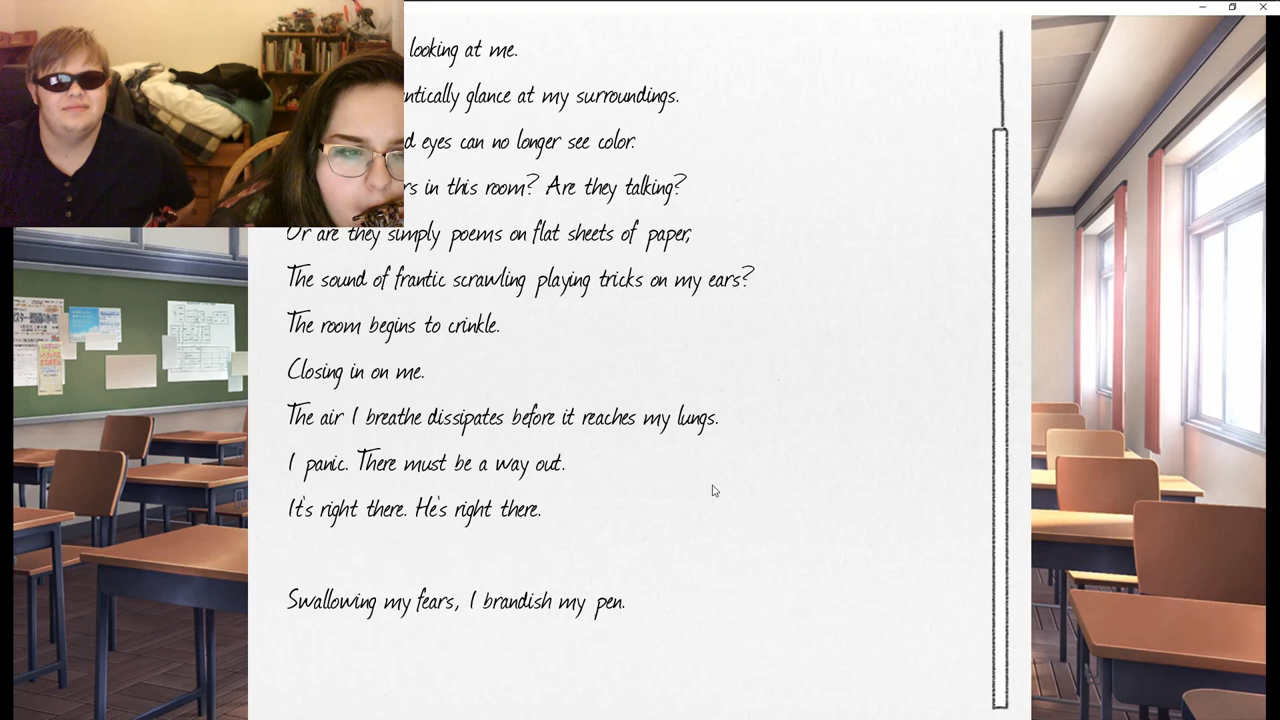 looking at me.
ntically glance at my surroundings.
d eyes can no longer see color.
rs in this room? Are they talking?
Or are they simply poems on flat sheets of paper,
The sound of frantic scrawling playing tricks on my ears?
The room begins to crinkle.
Closing in on me.
The air I breathe dissipates before it reaches my lungs.
I panic. There must be a way out.
It's right there. He's right there.
Swallowing my fears, I brandish my pen.